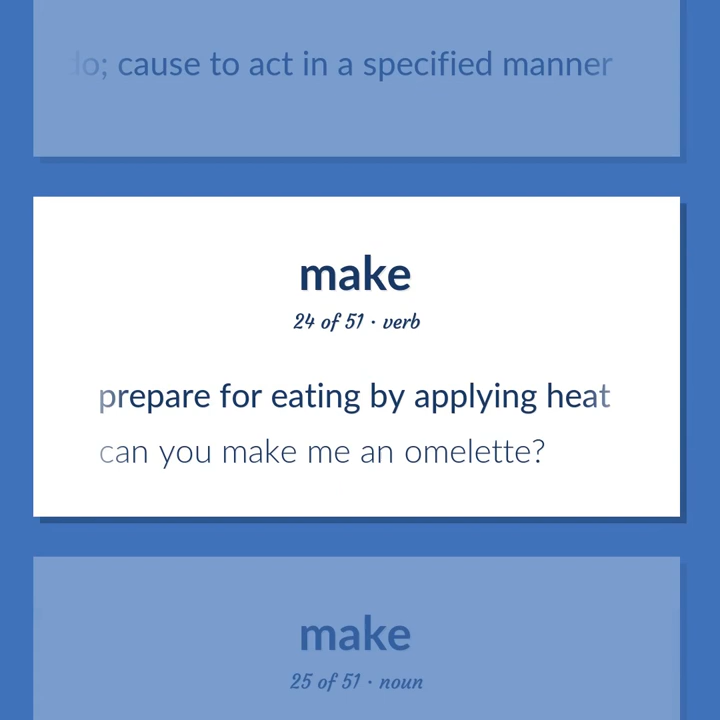 do; cause to act in a specified manner
make
24 of 51 · verb
prepare for eating by applying heat
can you make me an omelette?
make
25 of 51 · noun